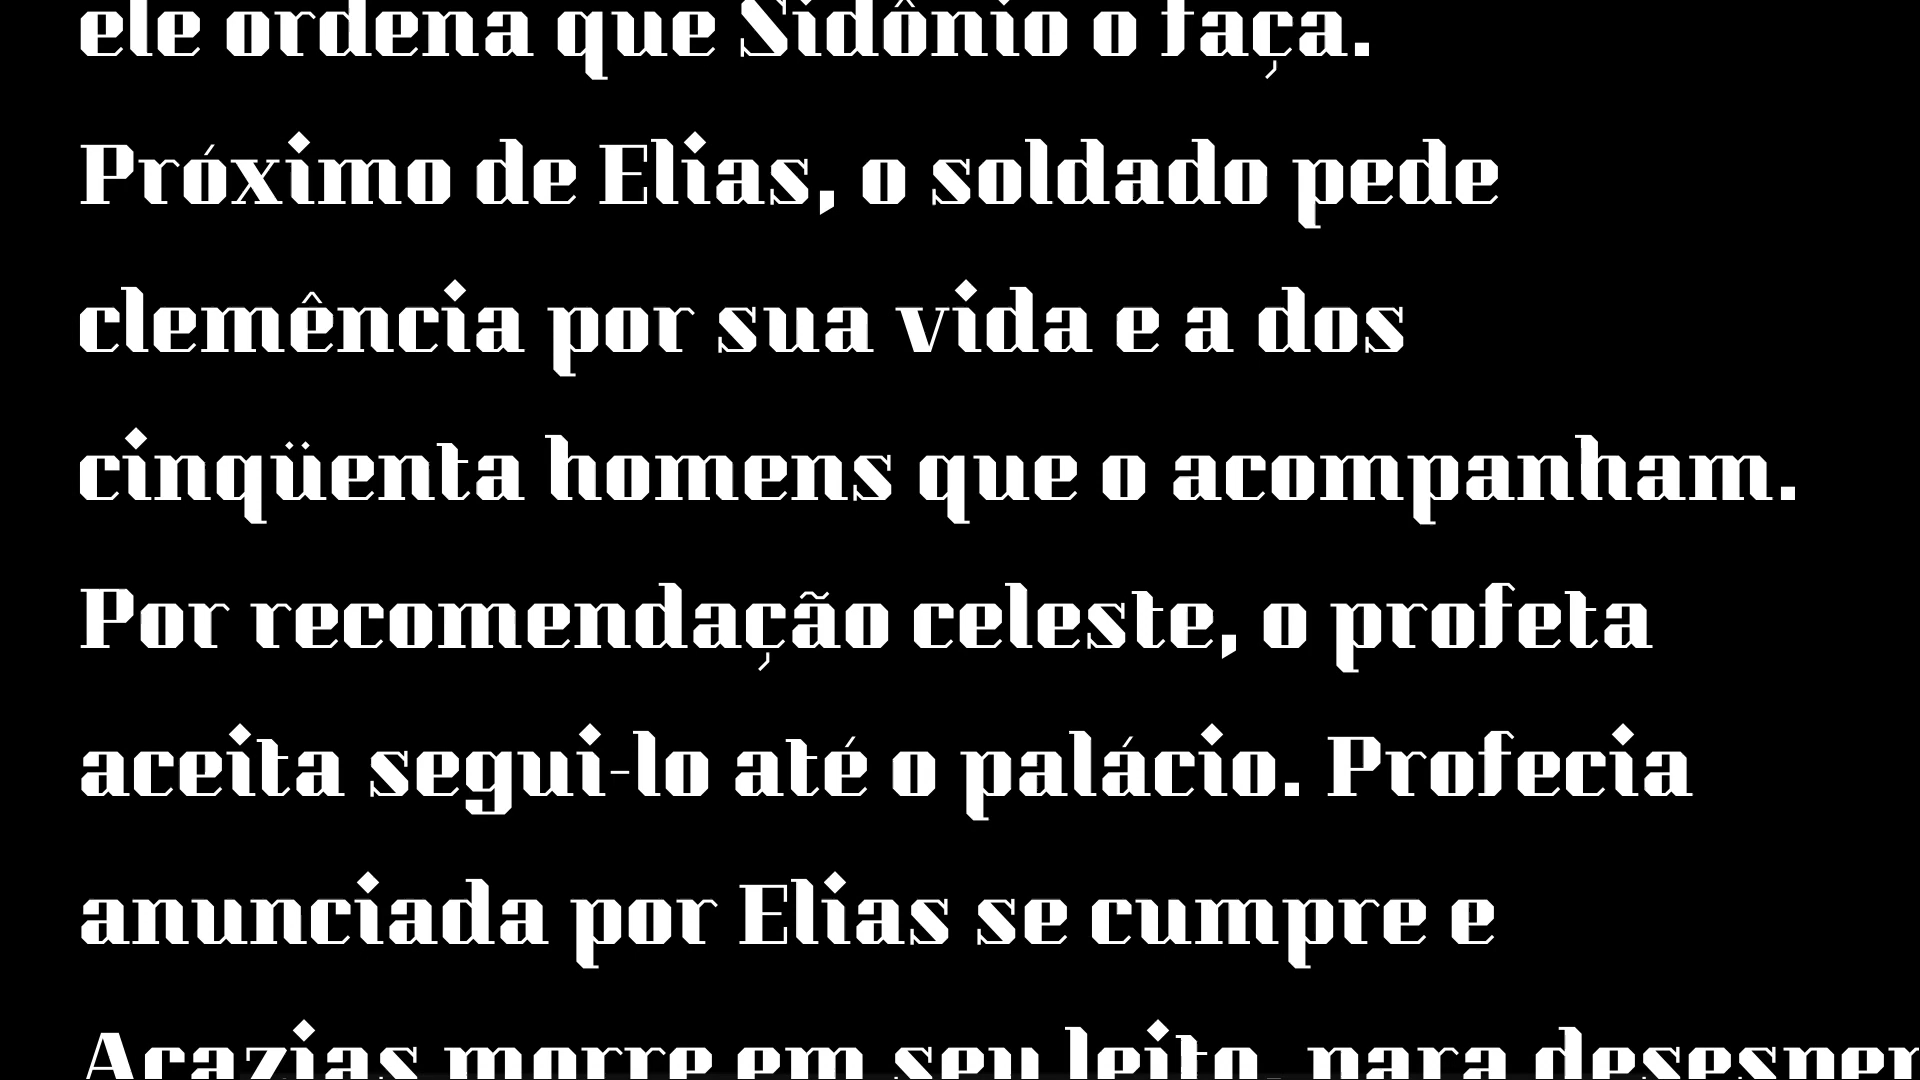 ele ordena que Sidônio o faça.
Próximo de Elias, o soldado pede
clemência por sua vida e a dos
cinqüenta homens que o acompanham.
Por recomendação celeste, o profeta
aceita segui-lo até o palácio. Profecia
anunciada por Elias se cumpre e
Acazias morre em seu leito, para